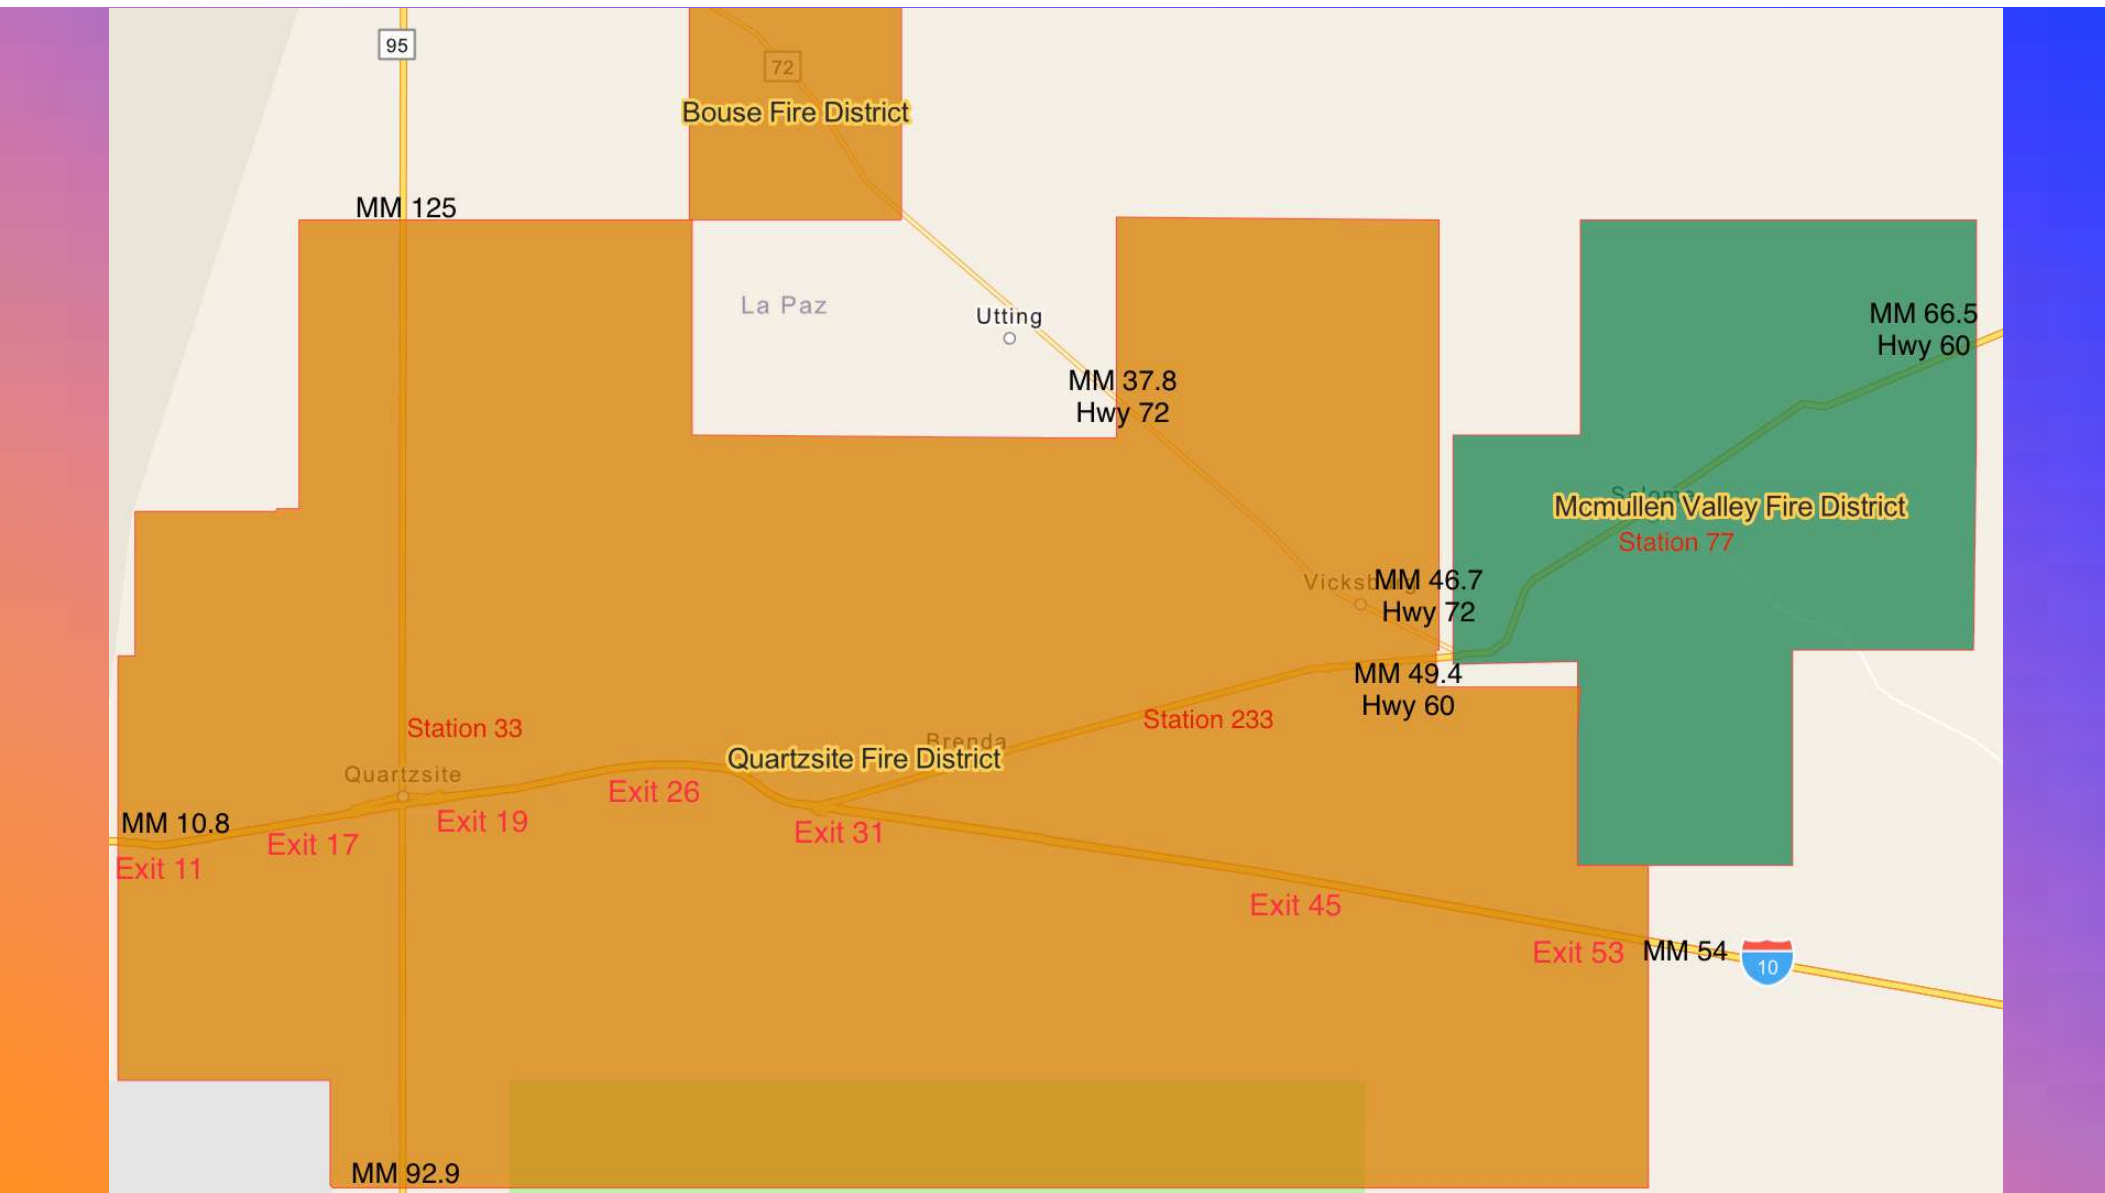 95
72
Bouse Fire District
MM 125
La Paz
Utting
MM 66.5
Hwy 60
MM 37.8
Hwy 72
Salome
Mcmullen Valley Fire District
Station 77
Vicksburg
MM 46.7
Hwy 72
MM 49.4
Hwy 60
Station 33
Station 233
Brenda
Quartzsite Fire District
Quartzsite
Exit 26
MM 10.8
Exit 19
Exit 31
Exit 17
Exit 11
Exit 45
Exit 53
MM 54
10
MM 92.9